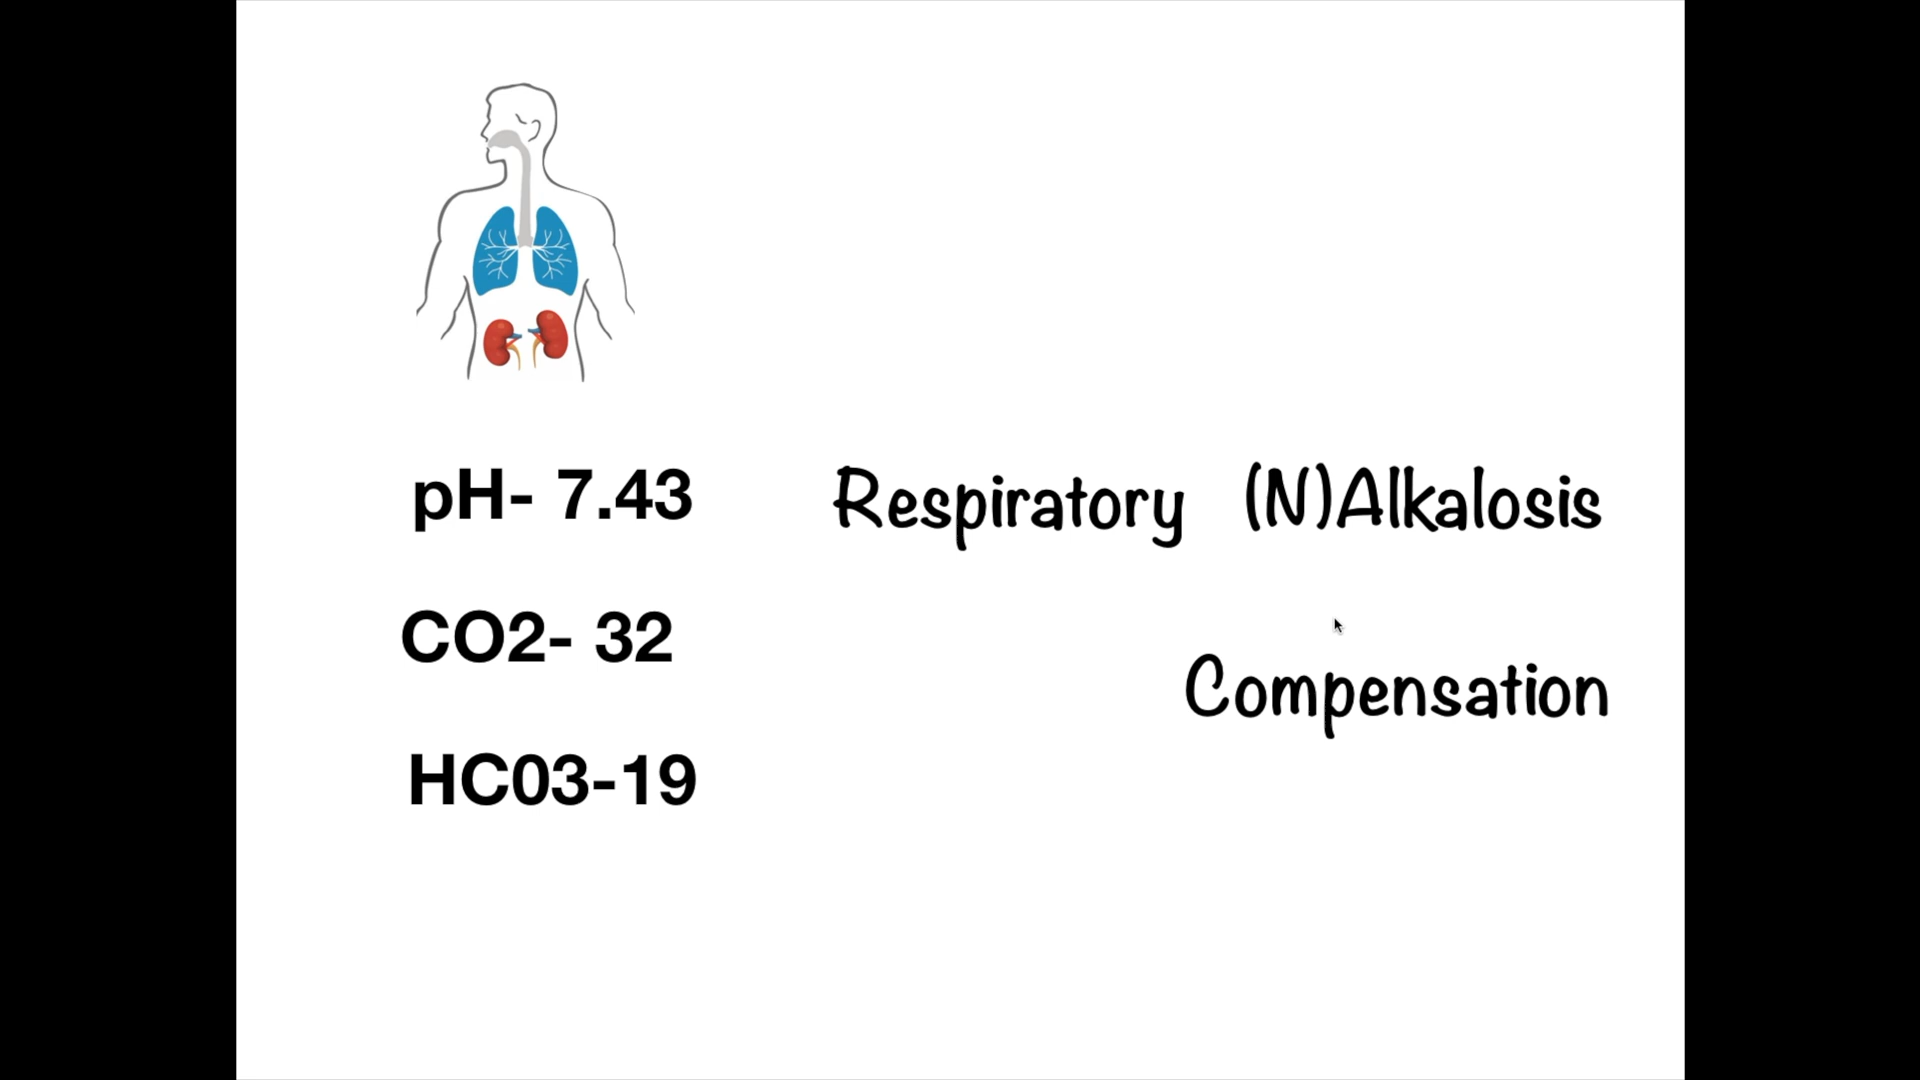 pH- 7.43 Respiratory (N)Alkalosis
CO2- 32
Compensation
HC03-19